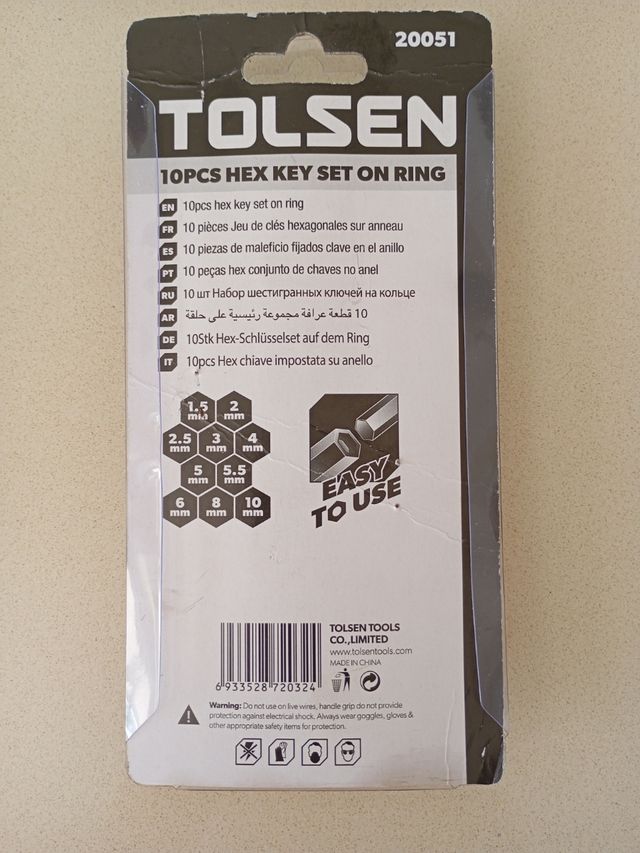 20051
TOLSEN
10PCS HEX KEY SET ON RING
EN 10pcs hex key set on ring
FR 10 pièces Jeu de clés hexagonales sur anneau
ES 10 piezas de maleficio fijados clave en el anillo
PT 10 peças hex conjunto de chaves no anel
RU 10 шт Набор шестигранных ключей на кольце
AR 10 قطعة عرافة مجموعة رئيسية على حلقة
DE 10Stk Hex-Schlüsselset auf dem Ring
IT 10pcs Hex chiave impostata su anello
1.5 mm 2 mm
2.5 mm 3 mm 4 mm
5 mm 5.5 mm
6 mm 8 mm 10 mm
EASY
TO USE
TOLSEN TOOLS
CO.,LIMITED
www.tolsentools.com
MADE IN CHINA
6 933528 720324
Warning: Do not use on live wires, handle grip do not provide
protection against electrical shock. Always wear goggles, gloves &
other appropriate safety items for protection.